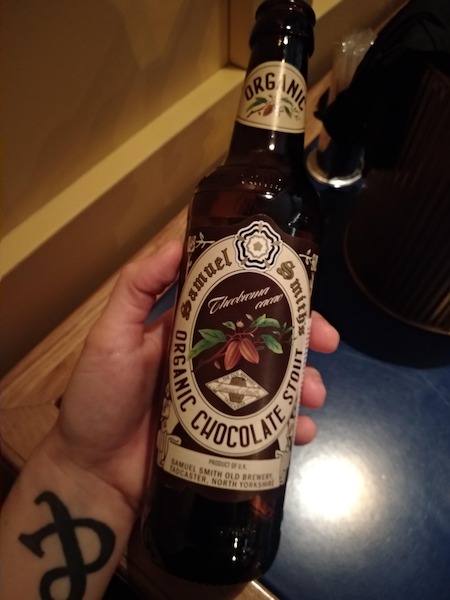 ORGANIC
Samuel Smith's
Theobroma
cacao
ORGANIC CHOCOLATE STOUT
PRODUCT OF U.K.
SAMUEL SMITH OLD BREWERY,
TADCASTER, NORTH YORKSHIRE